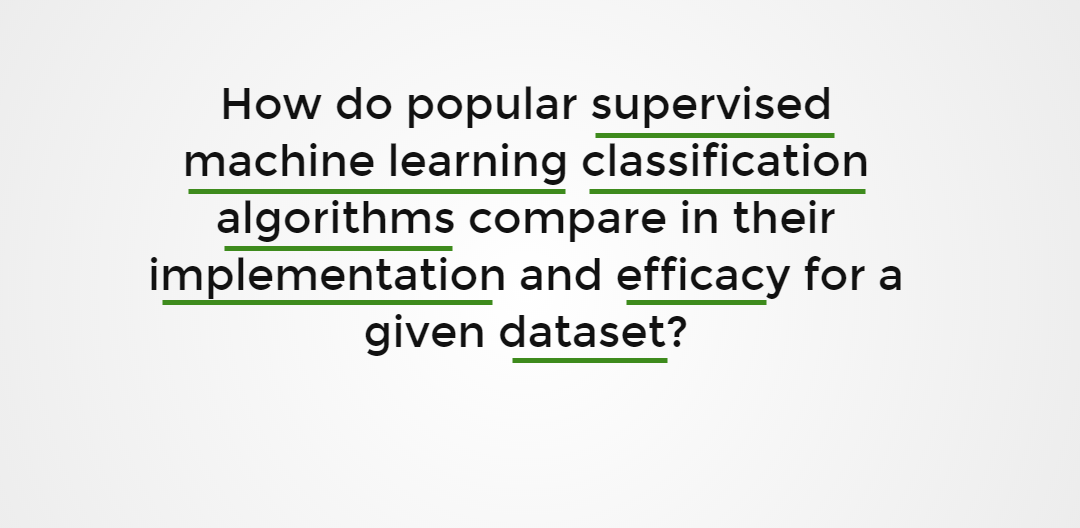 How do popular supervised
machine learning classification
algorithms compare in their
implementation and efficacy for a
given dataset?